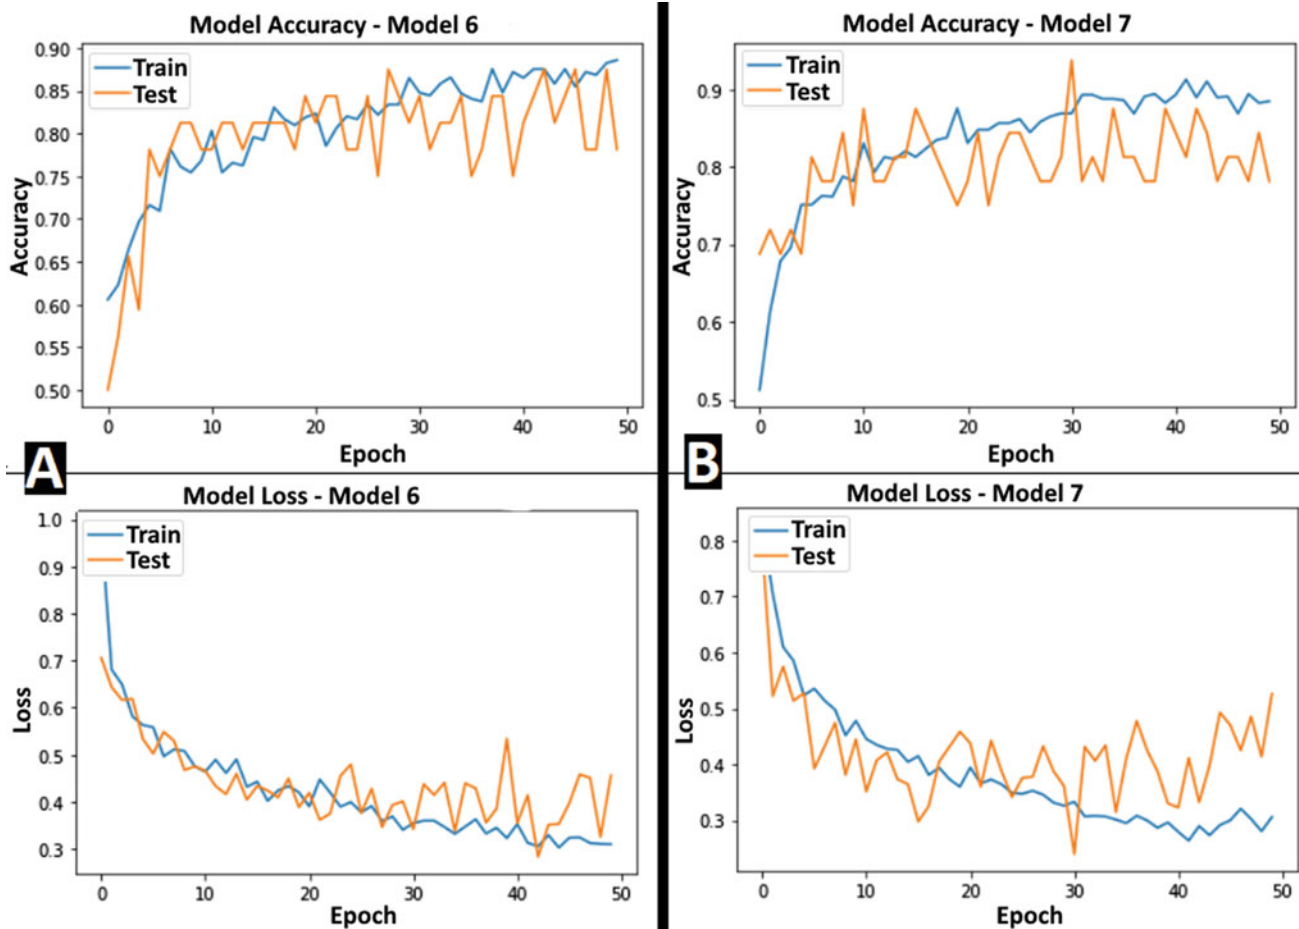 Model Accuracy - Model 6
0.90
0.85
0.80
0.75
0.70
0.65
0.60
0.55
0.50
Accuracy
Train
Test
0 10 20 30 40 50
Epoch
A
Model Loss - Model 6
1.0
0.9
0.8
0.7
0.6
0.5
0.4
0.3
Loss
Train
Test
0 10 20 30 40 50
Epoch
Model Accuracy - Model 7
0.9
0.8
0.7
0.6
0.5
Accuracy
Train
Test
0 10 20 30 40 50
Epoch
B
Model Loss - Model 7
0.8
0.7
0.6
0.5
0.4
0.3
Loss
Train
Test
0 10 20 30 40 50
Epoch